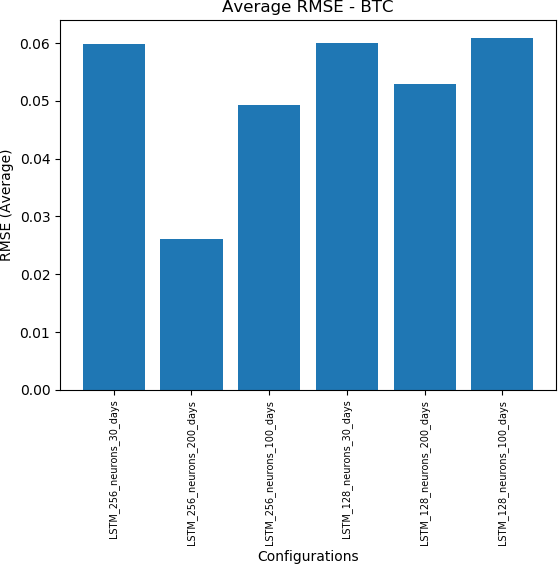 Average RMSE - BTC
RMSE (Average)
0.06
0.05
0.04
0.03
0.02
0.01
0.00
LSTM_256_neurons_30_days
LSTM_256_neurons_200_days
LSTM_256_neurons_100_days
LSTM_128_neurons_30_days
LSTM_128_neurons_200_days
LSTM_128_neurons_100_days
Configurations